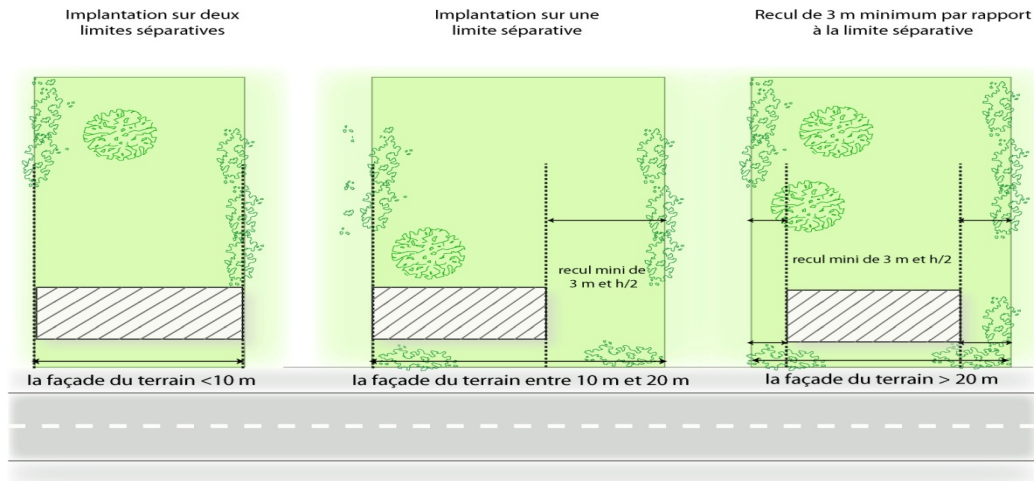 Implantation sur deux
limites séparatives
Implantation sur une
limite séparative
Recul de 3 m minimum par rapport
à la limite séparative
recul mini de
3 m et h/2
recul mini de 3 m et h/2
la façade du terrain <10 m
la façade du terrain entre 10 m et 20 m
la façade du terrain > 20 m